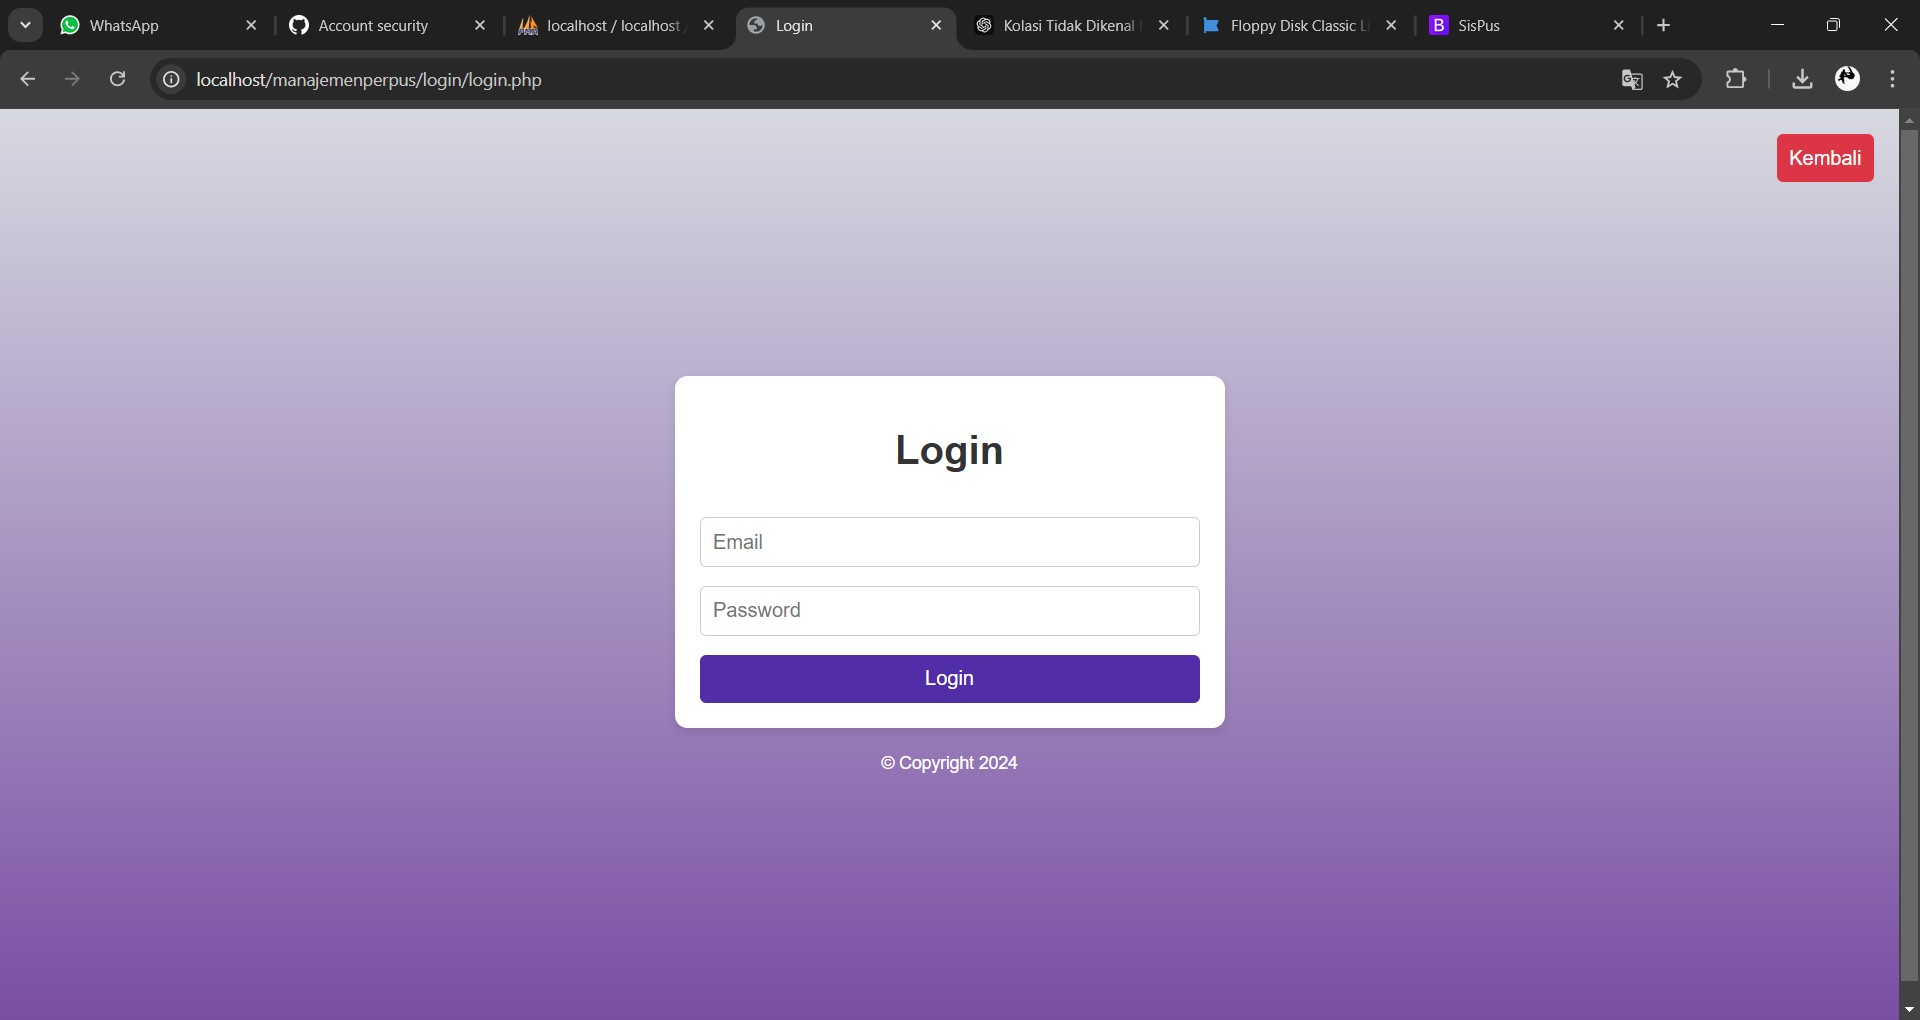 WhatsApp
Account security
localhost / localhost /
Login
Kolasi Tidak Dikenal
Floppy Disk Classic Li
B SisPus
localhost/manajemenperpus/login/login.php
Kembali
Login
Email
Password
Login
© Copyright 2024